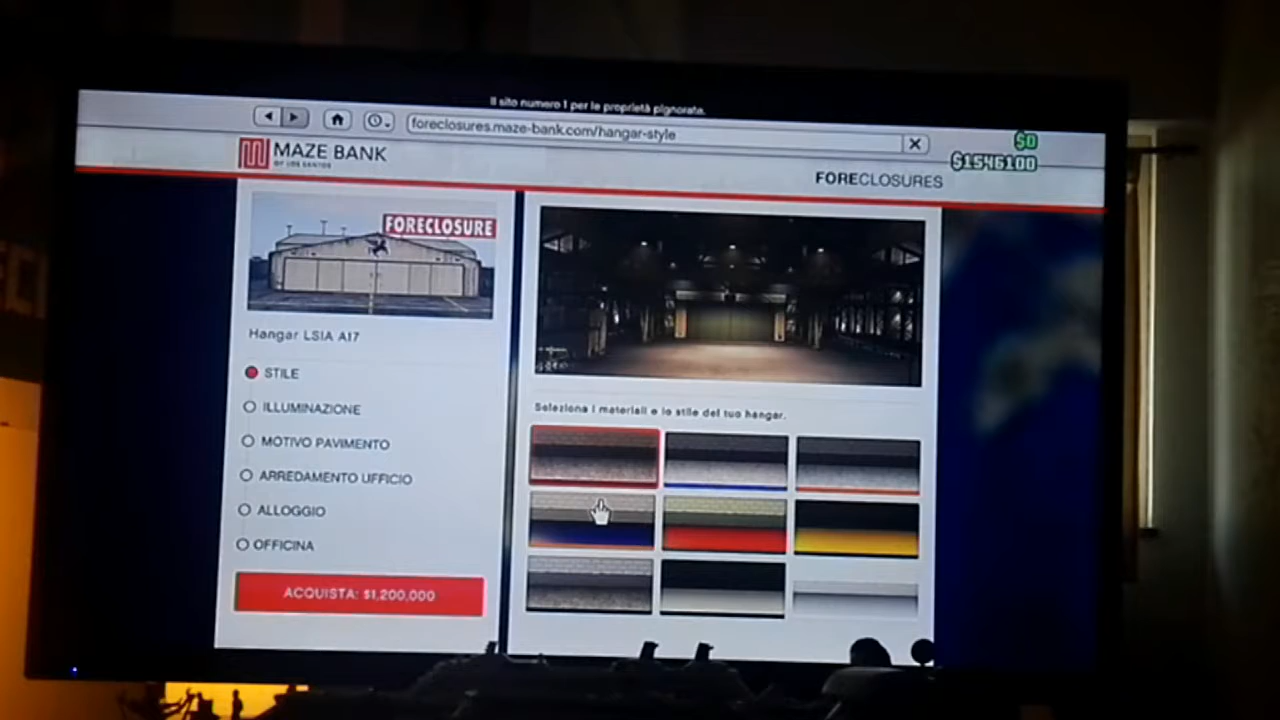 Il sito numero 1 per le proprietà pignorate.
foreclosures.maze-bank.com/hangar-style
$0
$1546100
MAZE BANK
OF LOS SANTOS
FORECLOSURES
FORECLOSURE
Hangar LSIA A17
STILE
ILLUMINAZIONE
MOTIVO PAVIMENTO
ARREDAMENTO UFFICIO
ALLOGGIO
OFFICINA
ACQUISTA: $1,200,000
Seleziona i materiali e lo stile del tuo hangar.